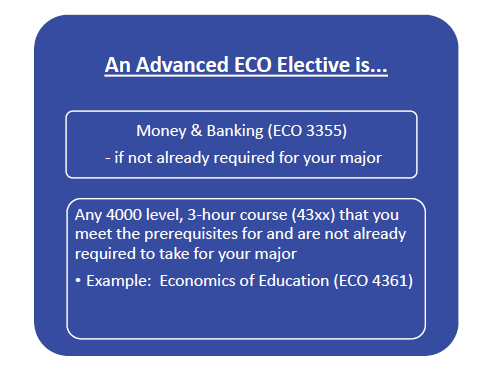 An Advanced ECO Elective is...
Money & Banking (ECO 3355)
- if not already required for your major
Any 4000 level, 3-hour course (43xx) that you
meet the prerequisites for and are not already
required to take for your major
• Example:  Economics of Education (ECO 4361)